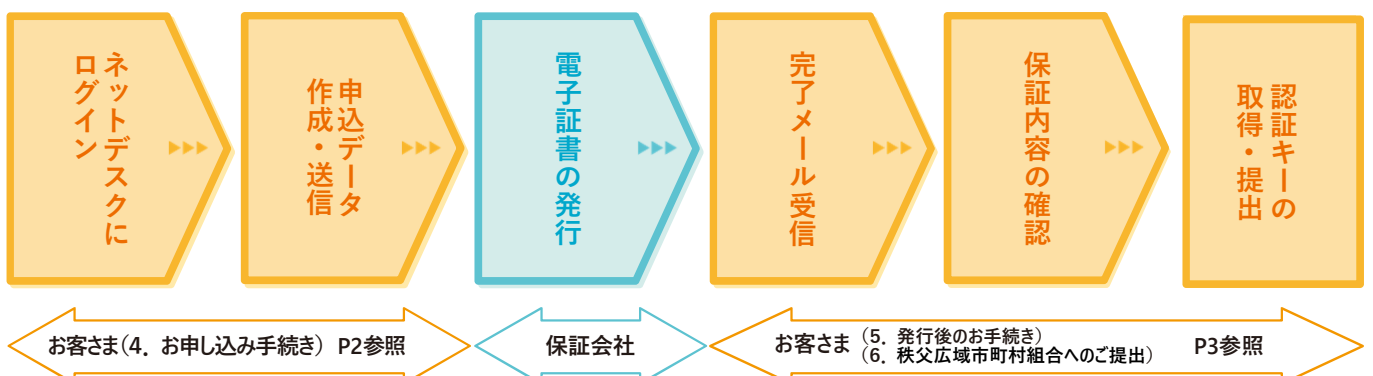 ネットデスクに
ログイン
申込データ
作成・送信
電子証書の発行
完了メール受信
保証内容の確認
認証キーの
取得・提出
お客さま(4．お申し込み手続き) P2参照
保証会社
お客さま
(5．発行後のお手続き)
(6．秩父広域市町村組合へのご提出)
P3参照